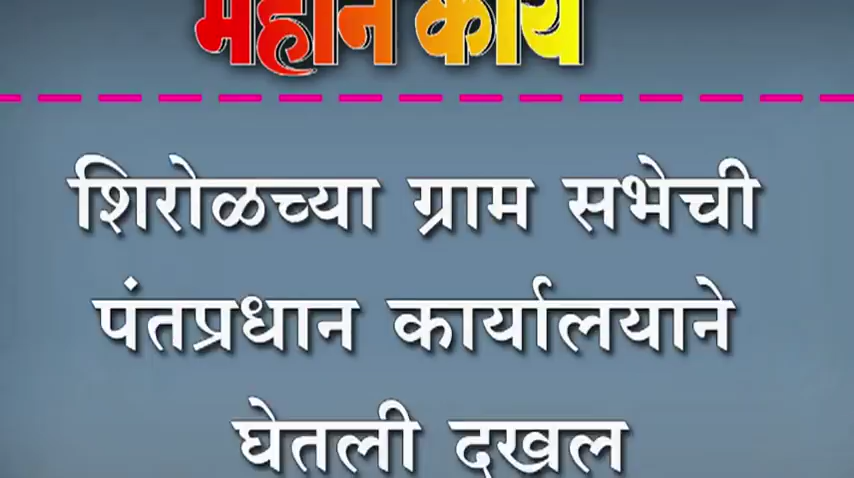 महान कार्य
शिरोळच्या ग्राम सभेची
पंतप्रधान कार्यालयाने
घेतली दखल